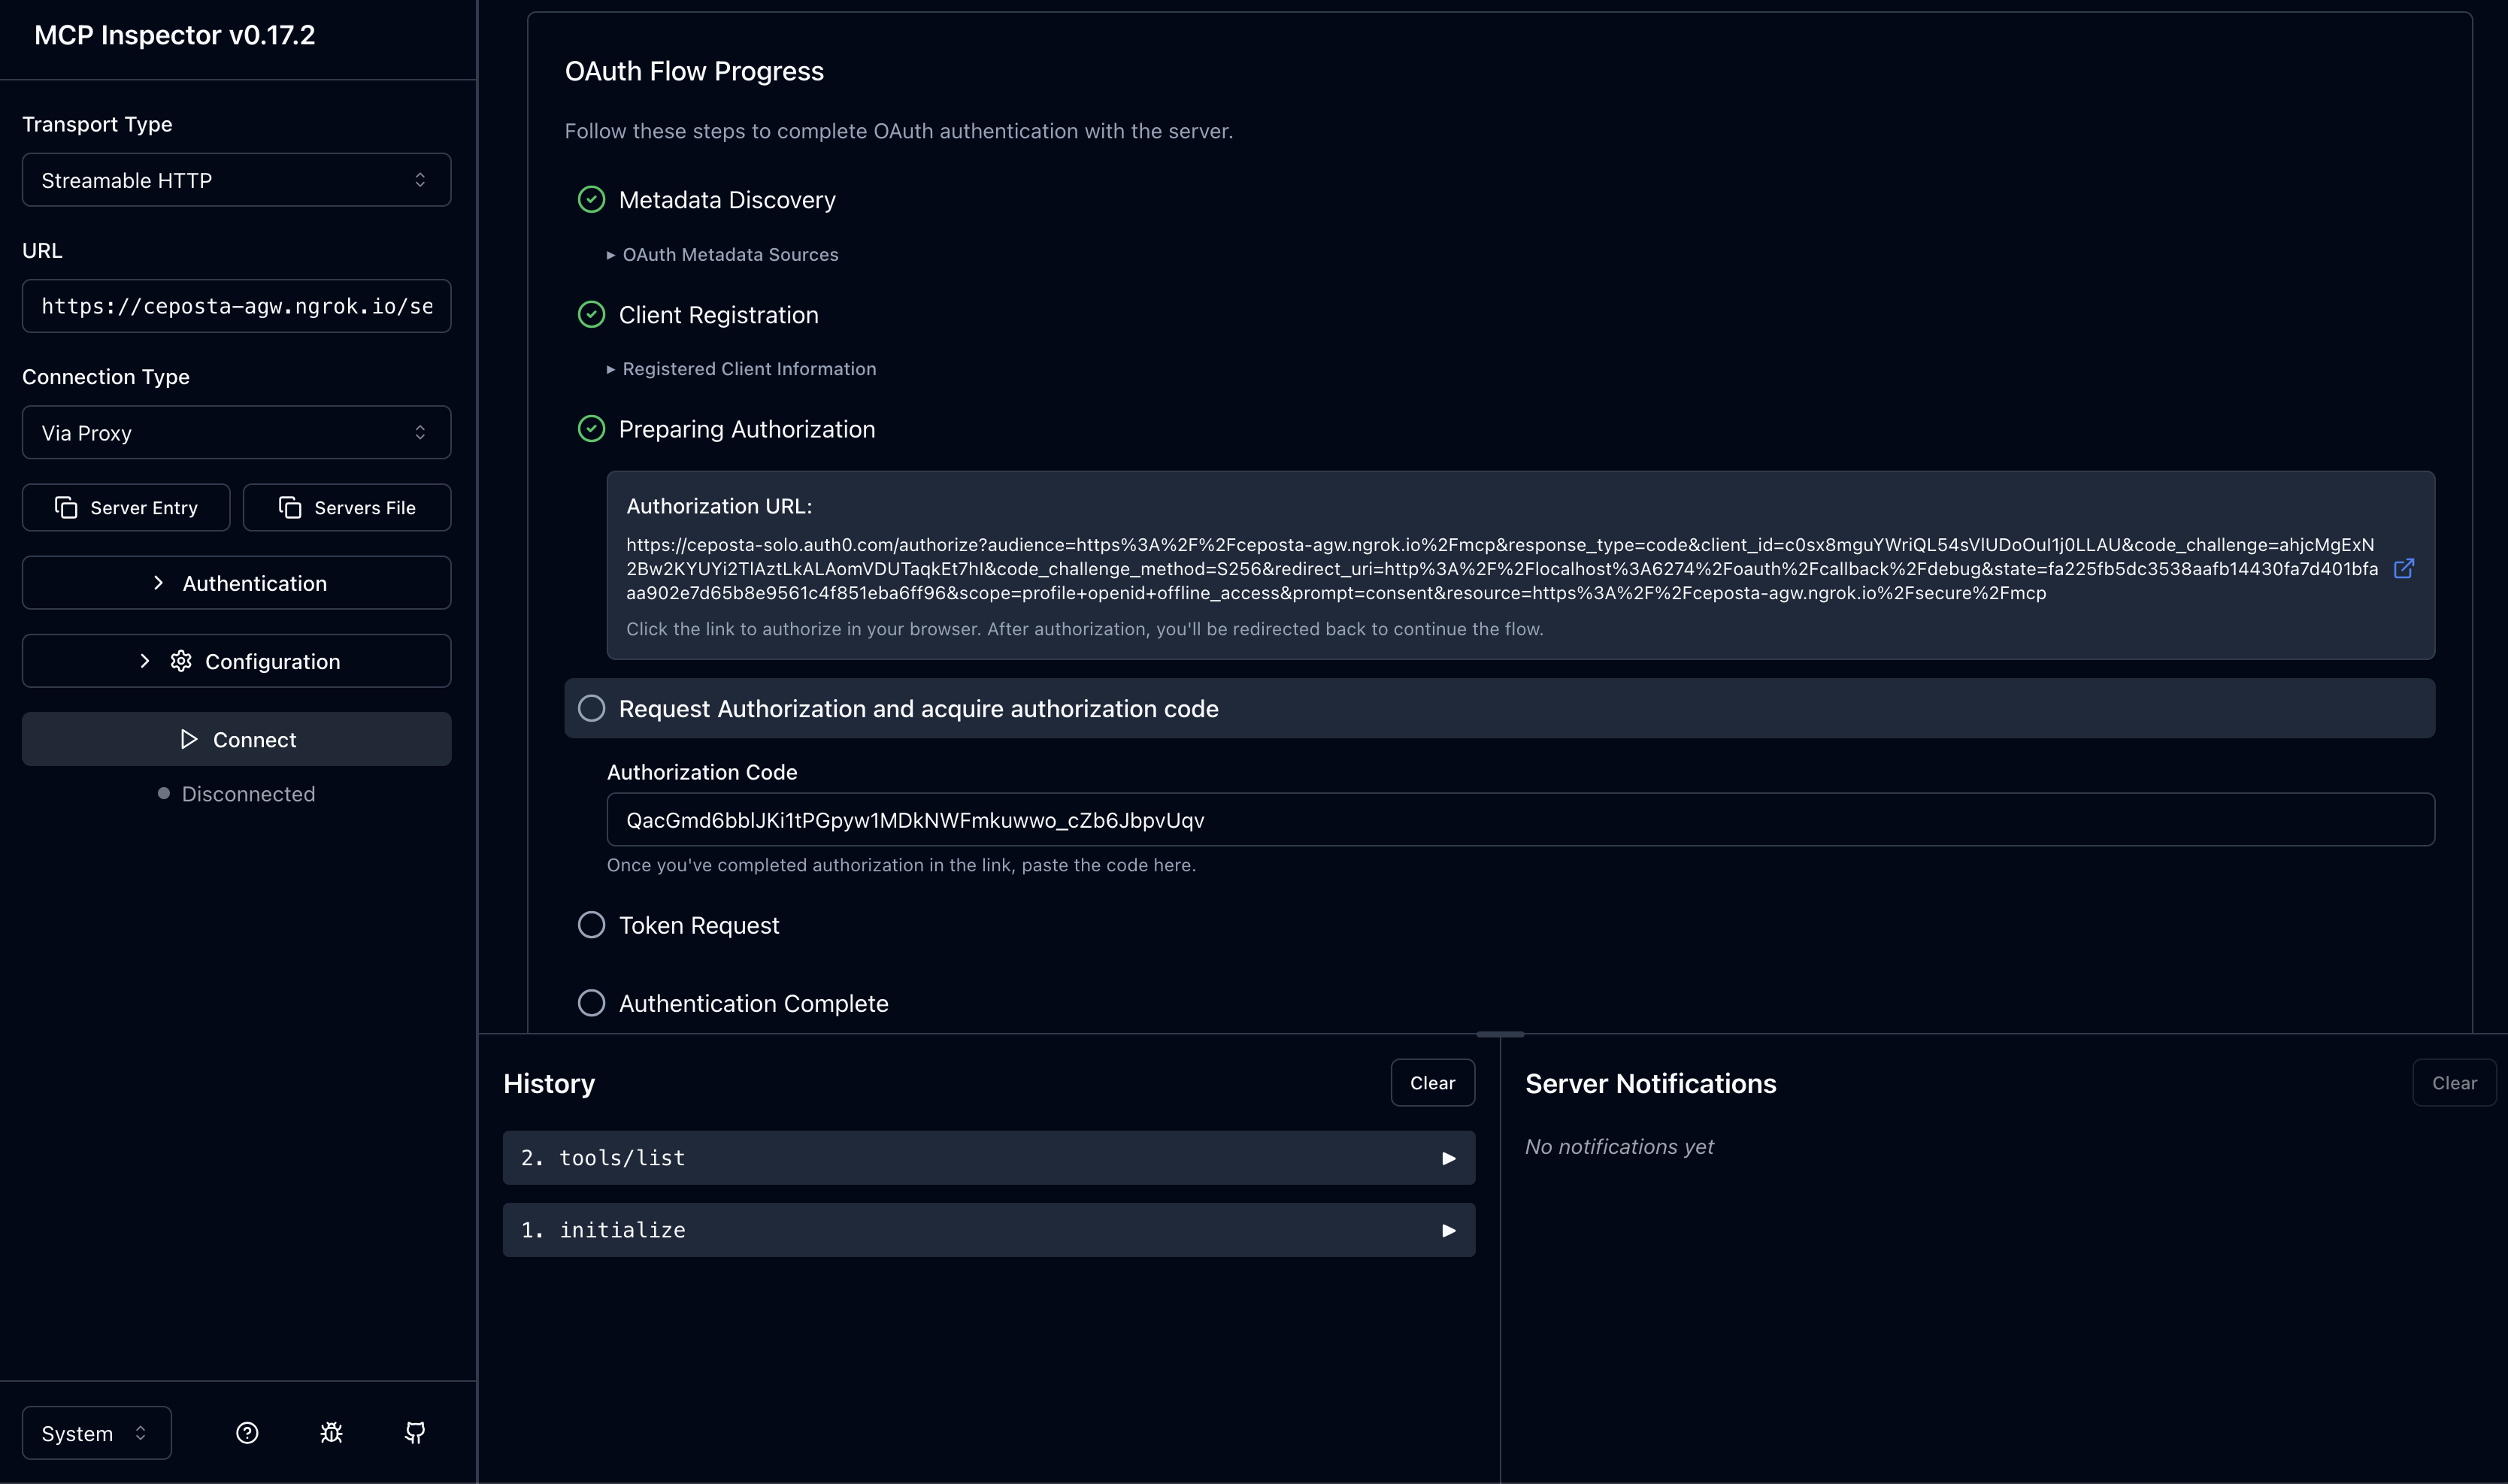 MCP Inspector v0.17.2
Transport Type
Streamable HTTP
URL
https://ceposta-agw.ngrok.io/se
Connection Type
Via Proxy
Server Entry
Servers File
Authentication
Configuration
Connect
Disconnected
System
OAuth Flow Progress
Follow these steps to complete OAuth authentication with the server.
Metadata Discovery
▸ OAuth Metadata Sources
Client Registration
▸ Registered Client Information
Preparing Authorization
Authorization URL:
https://ceposta-solo.auth0.com/authorize?audience=https%3A%2F%2Fceposta-agw.ngrok.io%2Fmcp&response_type=code&client_id=c0sx8mguYWriQL54sVlUDoOuI1j0LLAU&code_challenge=ahjcMgExN
2Bw2KYUYi2TlAztLkALAomVDUTaqkEt7hI&code_challenge_method=S256&redirect_uri=http%3A%2F%2Flocalhost%3A6274%2Foauth%2Fcallback%2Fdebug&state=fa225fb5dc3538aafb14430fa7d401bfa
aa902e7d65b8e9561c4f851eba6ff96&scope=profile+openid+offline_access&prompt=consent&resource=https%3A%2F%2Fceposta-agw.ngrok.io%2Fsecure%2Fmcp
Click the link to authorize in your browser. After authorization, you'll be redirected back to continue the flow.
Request Authorization and acquire authorization code
Authorization Code
QacGmd6bblJKi1tPGpyw1MDkNWFmkuwwo_cZb6JbpvUqv
Once you've completed authorization in the link, paste the code here.
Token Request
Authentication Complete
History
Clear
2. tools/list
1. initialize
Server Notifications
Clear
No notifications yet